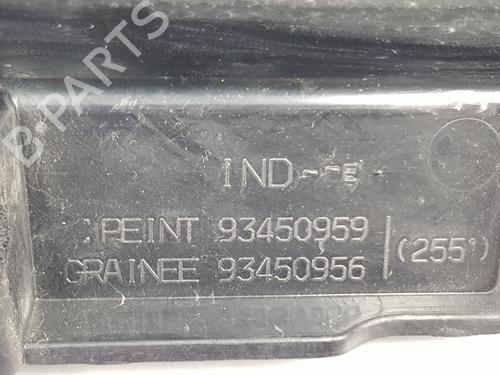 B-PARTS
IND
PEINT 93450959
GRAINEE 93450956
(255°)